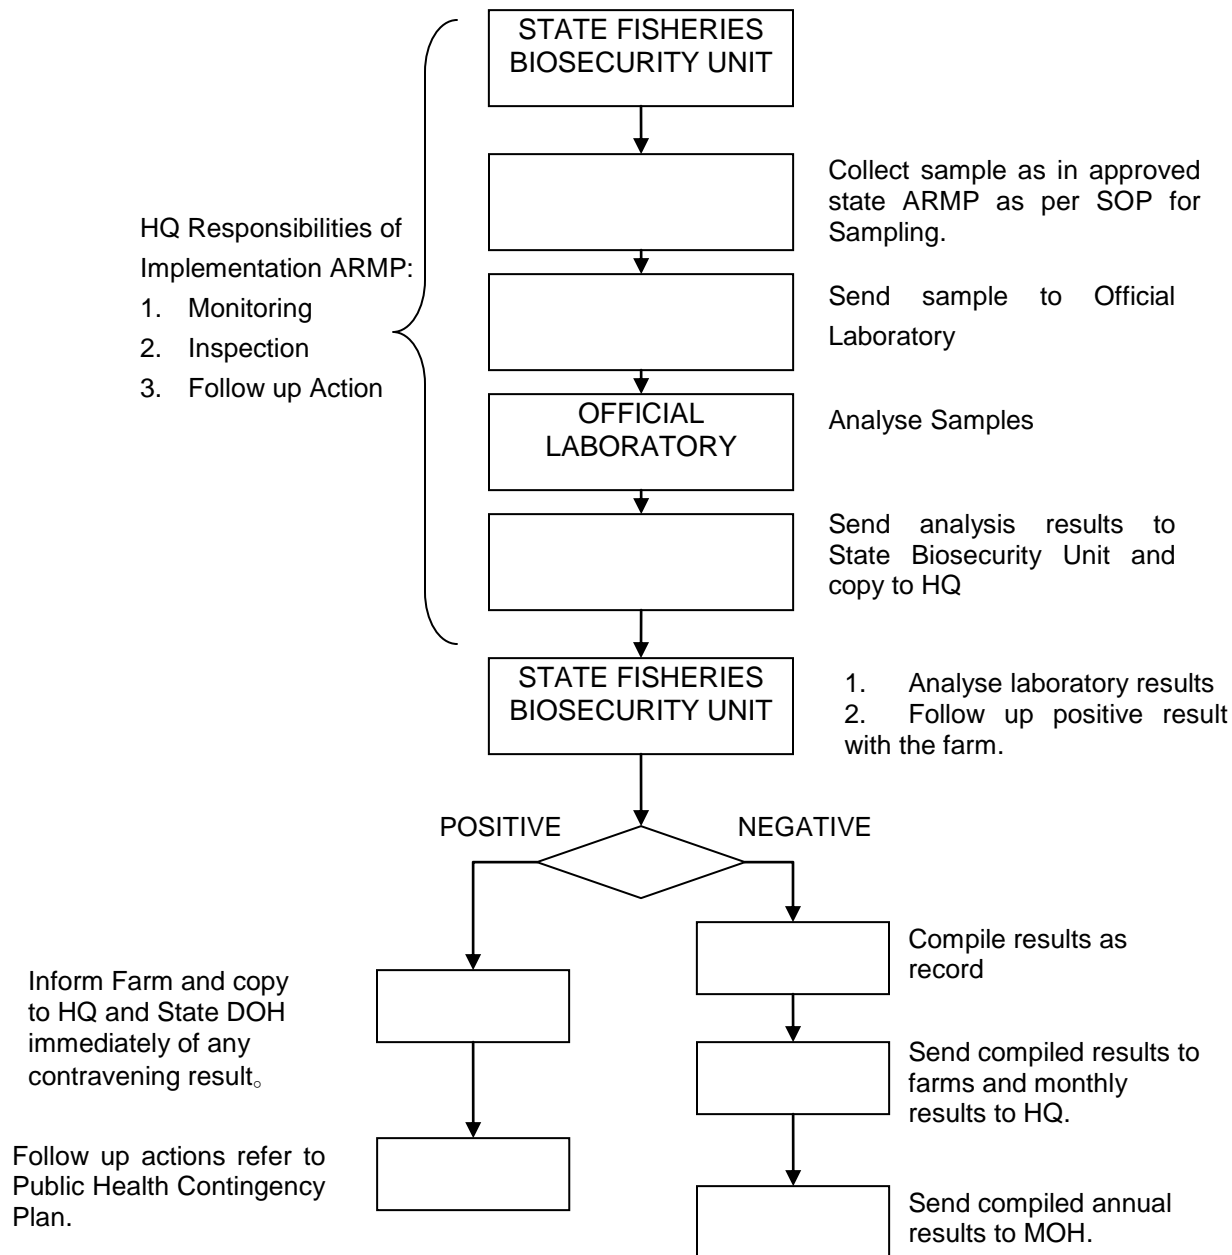 STATE FISHERIES
BIOSECURITY UNIT
Collect sample as in approved
state ARMP as per SOP for
Sampling.
HQ Responsibilities of
Implementation ARMP:
1. Monitoring
2. Inspection
3. Follow up Action
Send sample to Official
Laboratory
OFFICIAL
LABORATORY
Analyse Samples
Send analysis results to
State Biosecurity Unit and
copy to HQ
STATE FISHERIES
BIOSECURITY UNIT
1. Analyse laboratory results
2. Follow up positive result
with the farm.
POSITIVE
NEGATIVE
Inform Farm and copy
to HQ and State DOH
immediately of any
contravening result。
Follow up actions refer to
Public Health Contingency
Plan.
Compile results as
record
Send compiled results to
farms and monthly
results to HQ.
Send compiled annual
results to MOH.